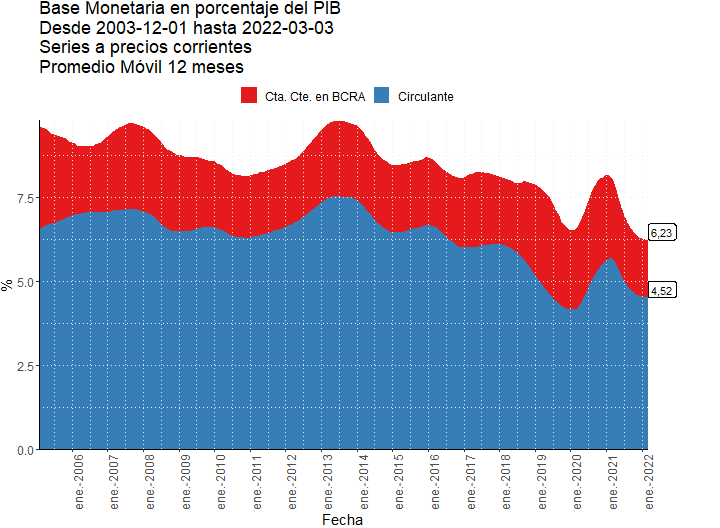 Base Monetaria en porcentaje del PIB
Desde 2003-12-01 hasta 2022-03-03
Series a precios corrientes
Promedio Móvil 12 meses
Cta. Cte. en BCRA
Circulante
7.5
5.0
2.5
0.0
%
6,23
4,52
ene.-2006
ene.-2007
ene.-2008
ene.-2009
ene.-2010
ene.-2011
ene.-2012
ene.-2013
ene.-2014
ene.-2015
ene.-2016
ene.-2017
ene.-2018
ene.-2019
ene.-2020
ene.-2021
ene.-2022
Fecha